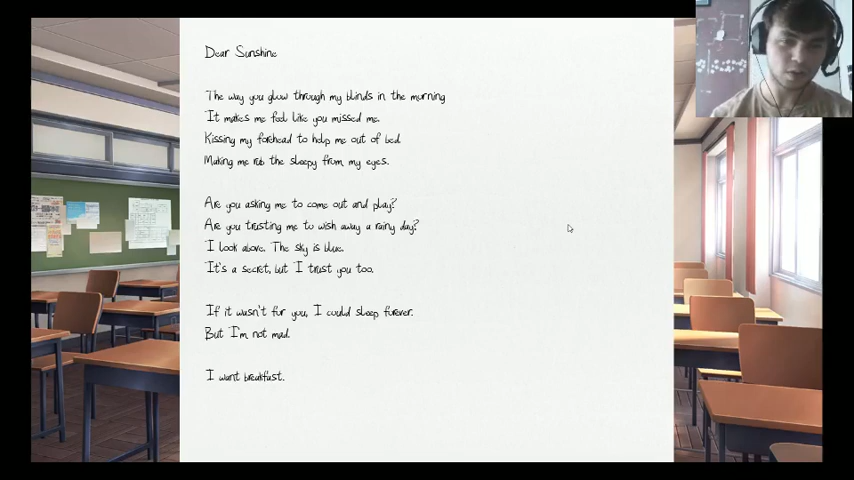 Dear Sunshine
The way you glow through my blinds in the morning
It makes me feel like you missed me.
Kissing my forehead to help me out of bed.
Making me rub the sleepy from my eyes.
Are you asking me to come out and play?
Are you trusting me to wish away a rainy day?
I look above. The sky is blue.
It's a secret, but I trust you too.
If it wasn't for you, I could sleep forever.
But I'm not mad.
I want breakfast.